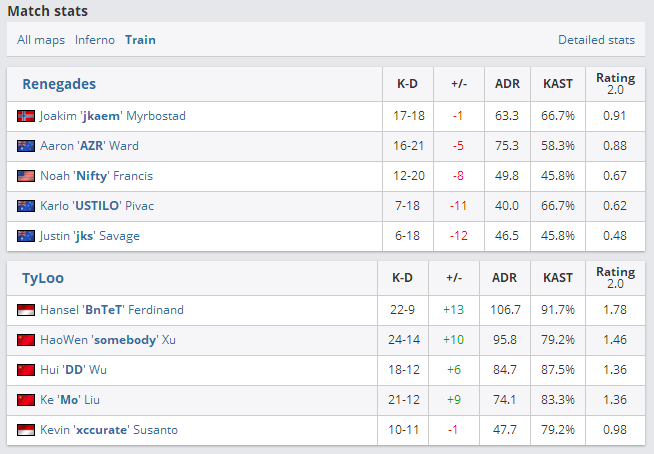 Match stats
All maps Inferno Train Detailed stats
Renegades K-D +/- ADR KAST Rating 2.0
Joakim 'jkaem' Myrbostad 17-18 -1 63.3 66.7% 0.91
Aaron 'AZR' Ward 16-21 -5 75.3 58.3% 0.88
Noah 'Nifty' Francis 12-20 -8 49.8 45.8% 0.67
Karlo 'USTILO' Pivac 7-18 -11 40.0 66.7% 0.62
Justin 'jks' Savage 6-18 -12 46.5 45.8% 0.48
TyLoo K-D +/- ADR KAST Rating 2.0
Hansel 'BnTeT' Ferdinand 22-9 +13 106.7 91.7% 1.78
HaoWen 'somebody' Xu 24-14 +10 95.8 79.2% 1.46
Hui 'DD' Wu 18-12 +6 84.7 87.5% 1.36
Ke 'Mo' Liu 21-12 +9 74.1 83.3% 1.36
Kevin 'xccurate' Susanto 10-11 -1 47.7 79.2% 0.98